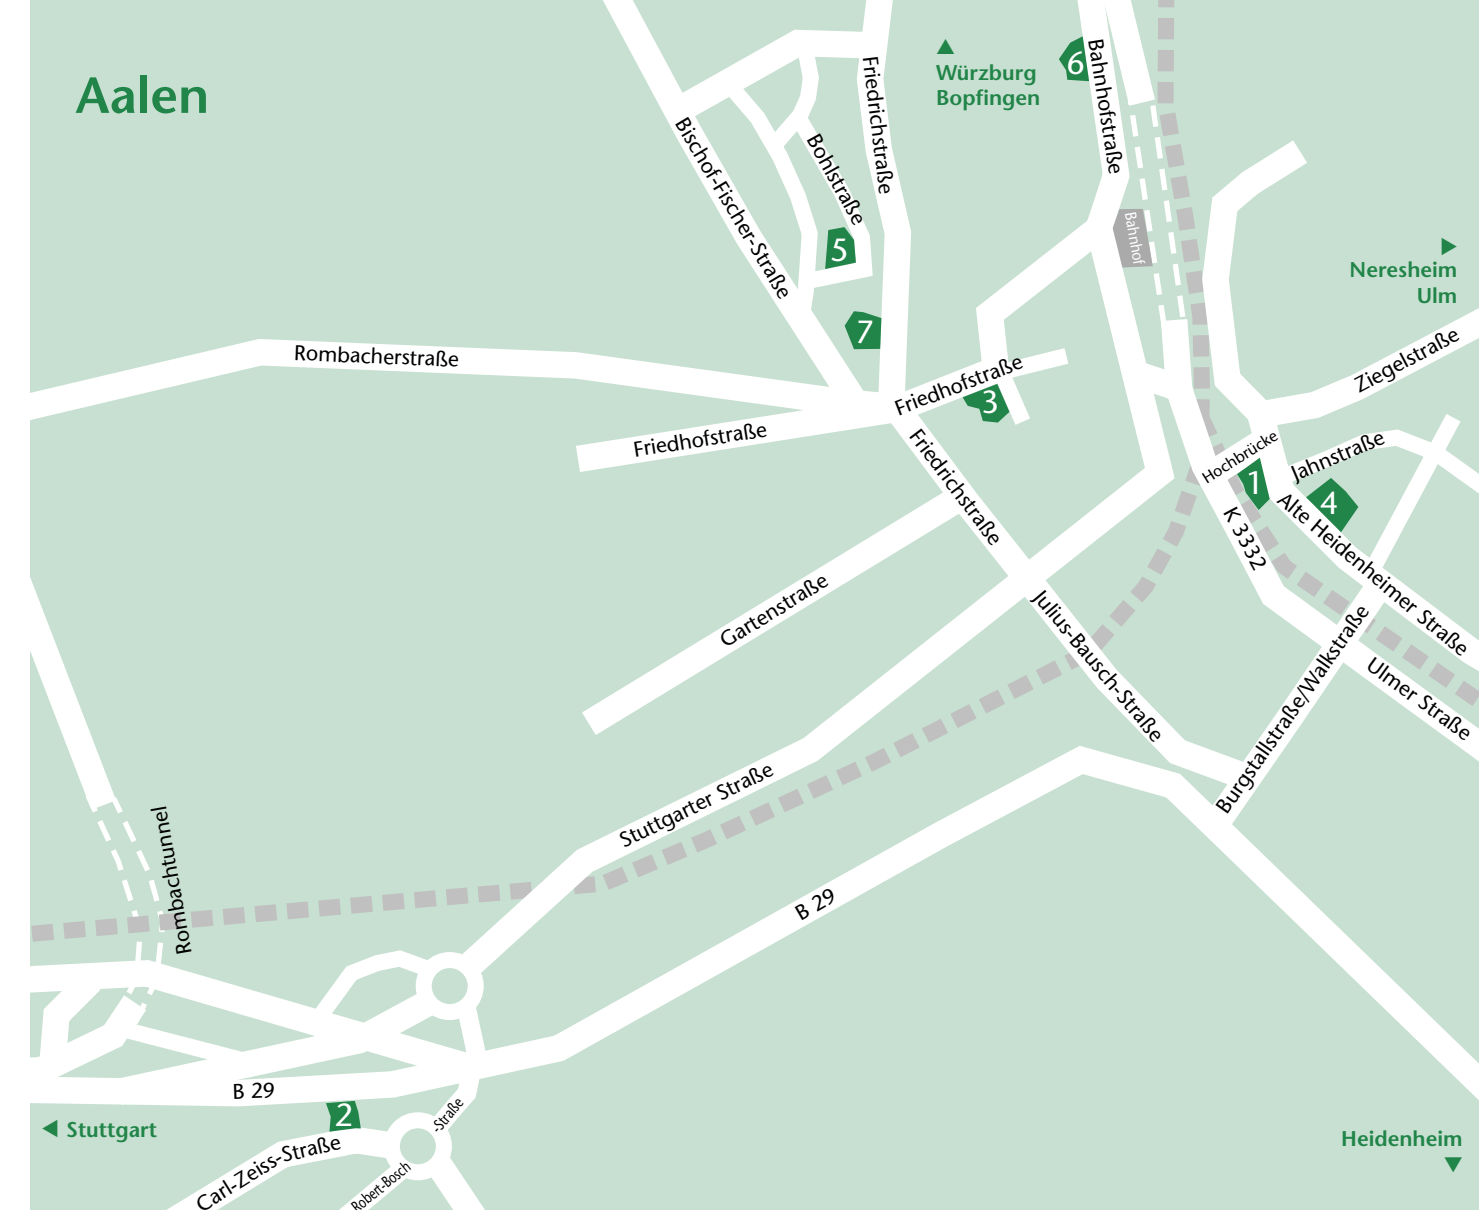 Aalen
Würzburg
Bopfingen
6
Bahnhofstraße
Friedrichstraße
Bischof-Fischer-Straße
Bohlstraße
5
Bahnhof
Neresheim
Ulm
7
Rombacherstraße
Friedhofstraße
3
Ziegelstraße
Friedhofstraße
Friedrichstraße
Hochbrücke
1
Jahnstraße
4
K 3332
Alte Heidenheimer Straße
Gartenstraße
Julius-Bausch-Straße
Burgstallstraße/Walkstraße
Ulmer Straße
Stuttgarter Straße
Rombachtunnel
B 29
B 29
2
Stuttgart
-Straße
Robert-Bosch
Carl-Zeiss-Straße
Heidenheim